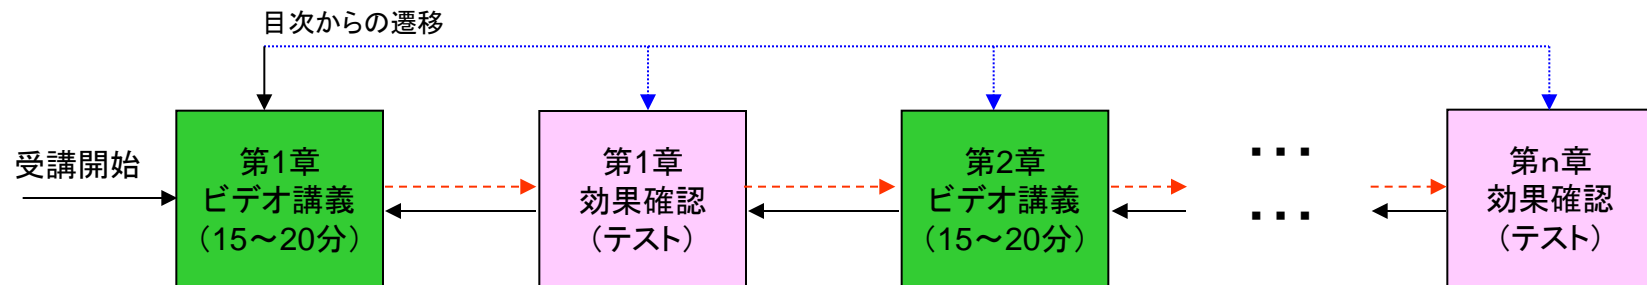 目次からの遷移
受講開始
第1章
ビデオ講義
（15～20分）
第1章
効果確認
（テスト）
第2章
ビデオ講義
（15～20分）
・・・
・・・
第ｎ章
効果確認
（テスト）